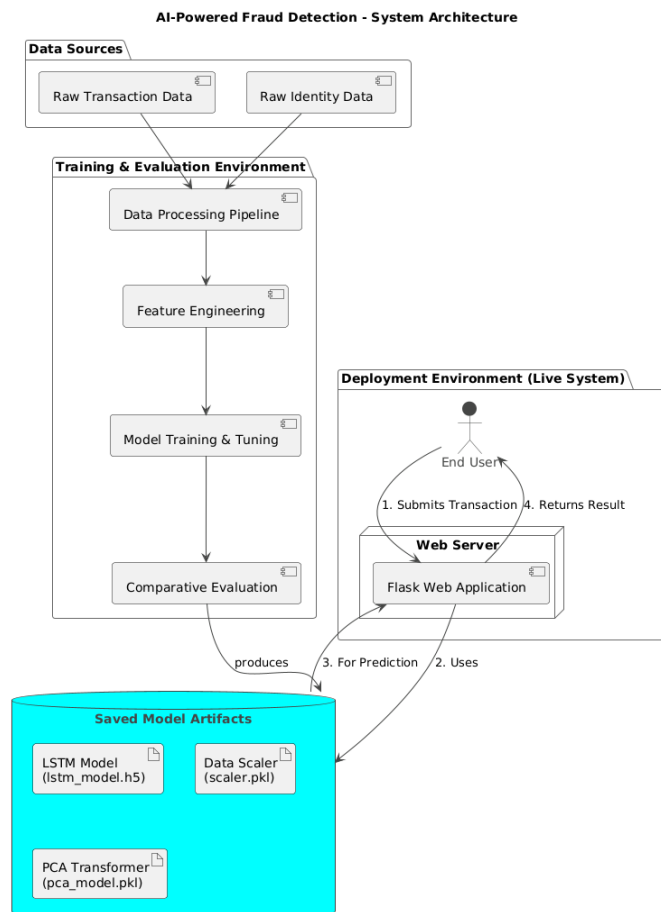 AI-Powered Fraud Detection - System Architecture
Data Sources
Raw Transaction Data
Raw Identity Data
Training & Evaluation Environment
Data Processing Pipeline
Feature Engineering
Model Training & Tuning
Comparative Evaluation
Deployment Environment (Live System)
End User
1. Submits Transaction
4. Returns Result
Web Server
Flask Web Application
produces
3. For Prediction
2. Uses
Saved Model Artifacts
LSTM Model
(lstm_model.h5)
Data Scaler
(scaler.pkl)
PCA Transformer
(pca_model.pkl)